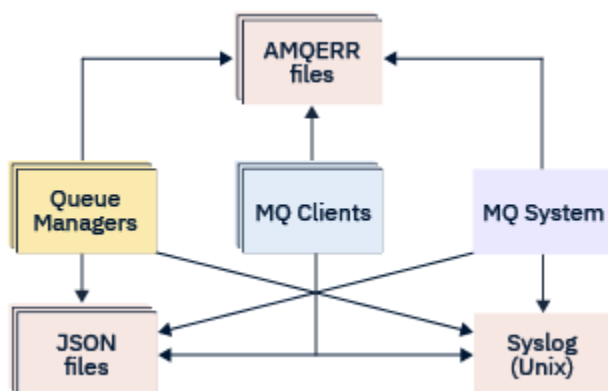 AMQERR
files
Queue
Managers
MQ Clients
MQ System
JSON
files
Syslog
(Unix)